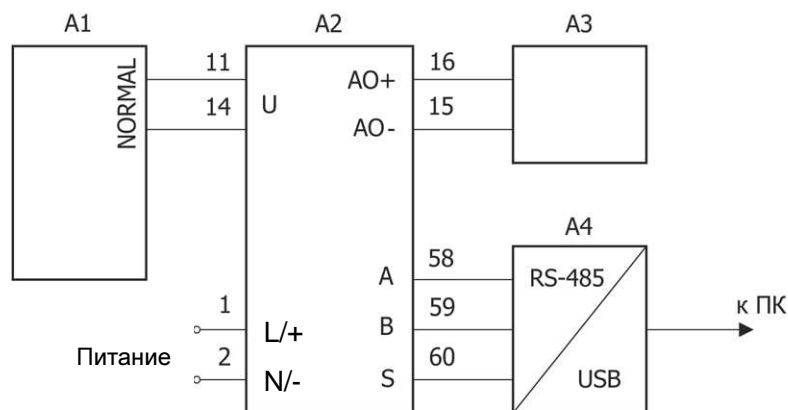 A1 A2 A3
11 16
NORMAL U AO+
14 15
AO-
A4
58
A RS-485
1 59 к ПК
L/+ B
Питание 2 60
N/- S USB